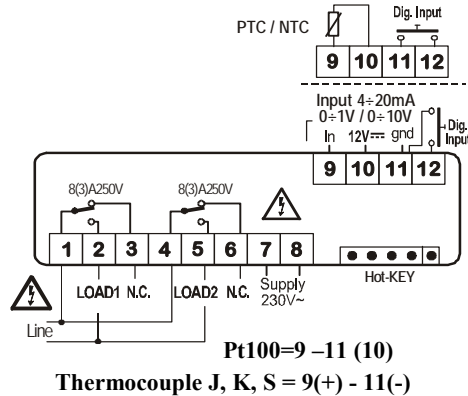 PTC / NTC
Dig. Input
9 10 11 12
Input 4÷20mA
0÷1V / 0÷10V
In 12V⎓ gnd
Dig. Input
9 10 11 12
8(3)A250V 8(3)A250V
1 2 3 4 5 6 7 8
LOAD1 N.C. LOAD2 N.C. Supply 230V~
Hot-KEY
Line
Pt100=9 –11 (10)
Thermocouple J, K, S = 9(+) - 11(-)